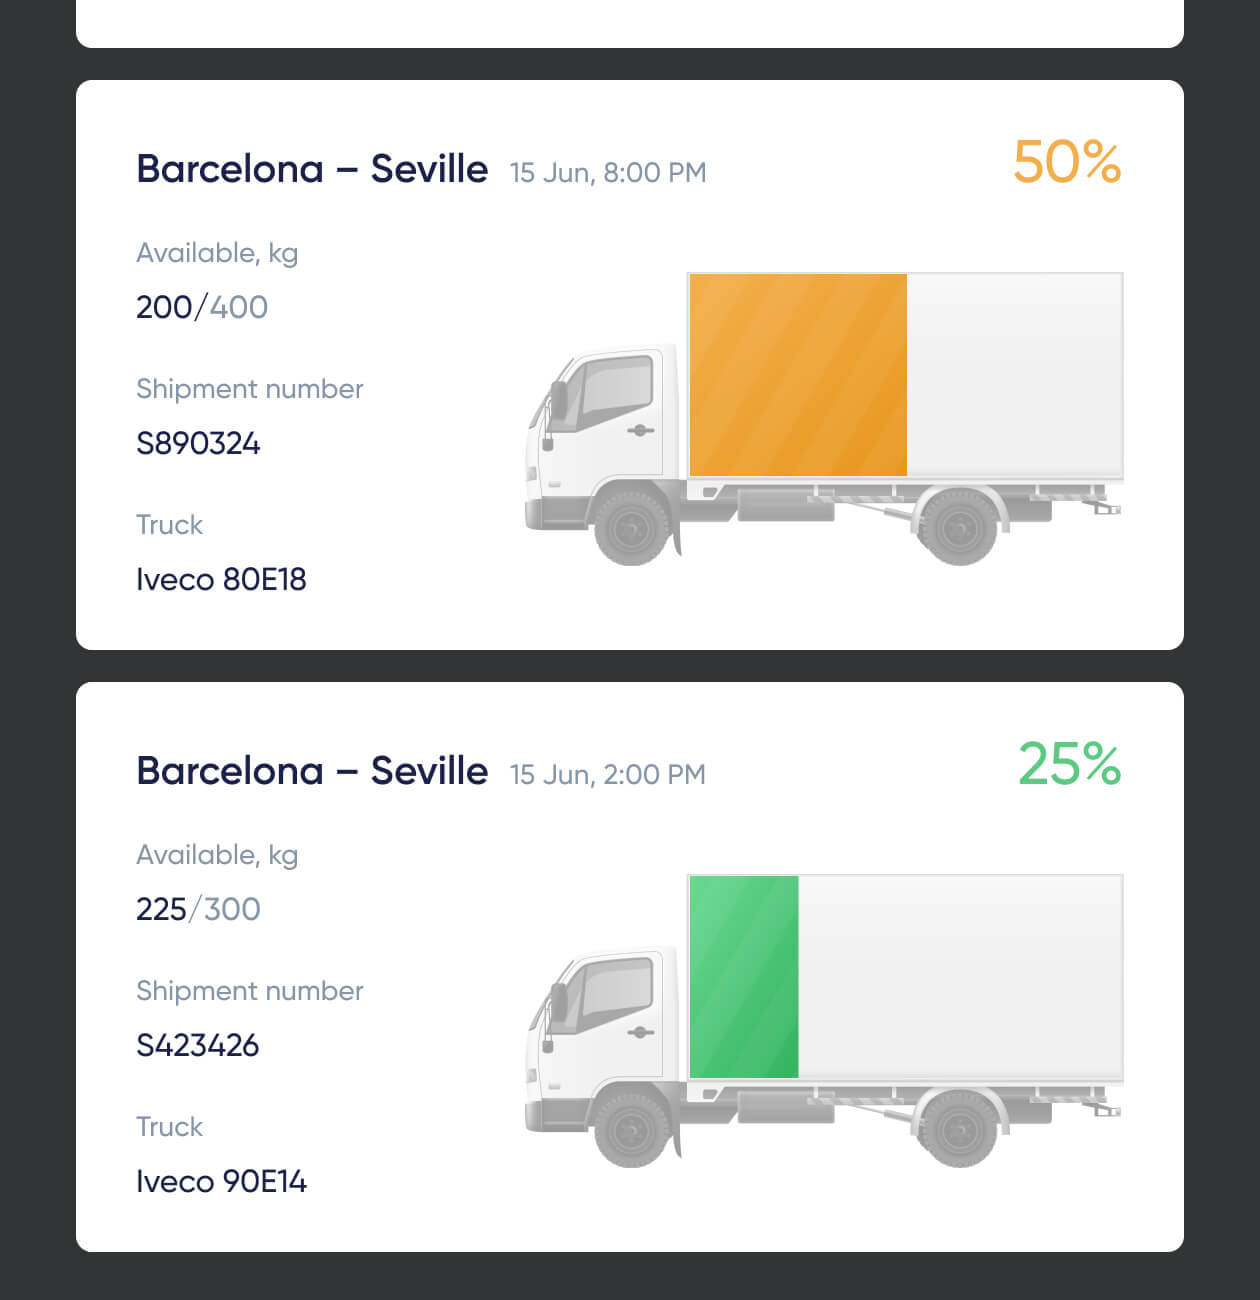 Barcelona – Seville 15 Jun, 8:00 PM 50%
Available, kg
200/400
Shipment number
S890324
Truck
Iveco 80E18
Barcelona – Seville 15 Jun, 2:00 PM 25%
Available, kg
225/300
Shipment number
S423426
Truck
Iveco 90E14